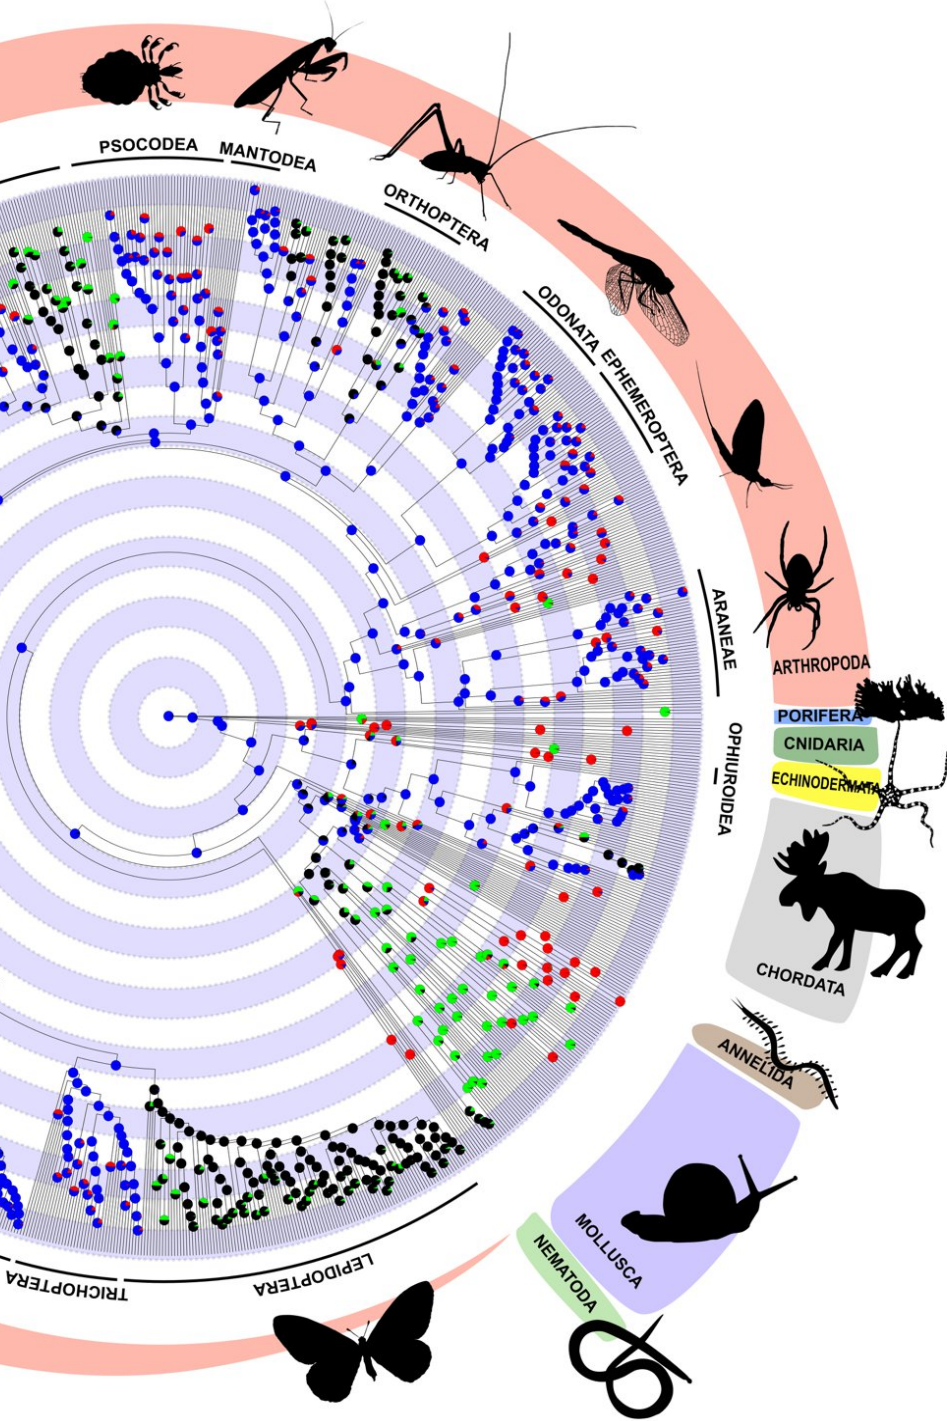 PSOCODEA
MANTODEA
ORTHOPTERA
ODONATA
EPHEMEROPTERA
ARANEAE
ARTHROPODA
PORIFERA
CNIDARIA
ECHINODERMATA
OPHIUROIDEA
CHORDATA
ANNELIDA
MOLLUSCA
NEMATODA
LEPIDOPTERA
TRICHOPTERA